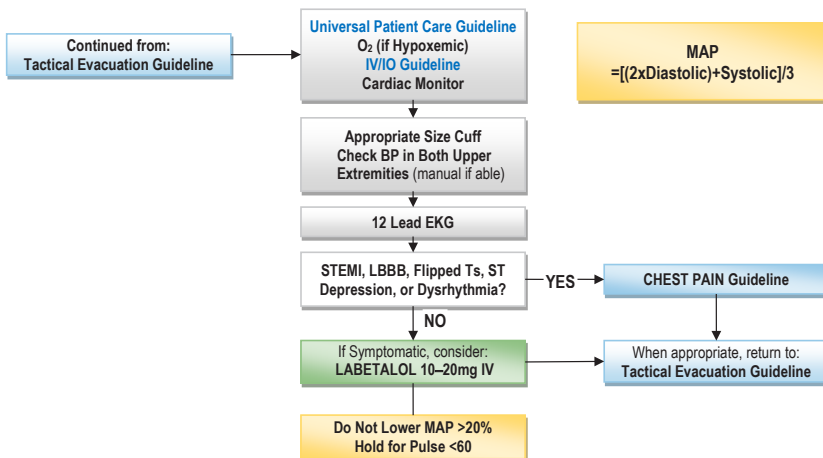 Continued from:
Tactical Evacuation Guideline
Universal Patient Care Guideline
O₂ (if Hypoxemic)
IV/IO Guideline
Cardiac Monitor
MAP
=[(2xDiastolic)+Systolic]/3
Appropriate Size Cuff
Check BP in Both Upper
Extremities (manual if able)
12 Lead EKG
STEMI, LBBB, Flipped Ts, ST
Depression, or Dysrhythmia?
YES
CHEST PAIN Guideline
NO
If Symptomatic, consider:
LABETALOL 10–20mg IV
When appropriate, return to:
Tactical Evacuation Guideline
Do Not Lower MAP >20%
Hold for Pulse <60